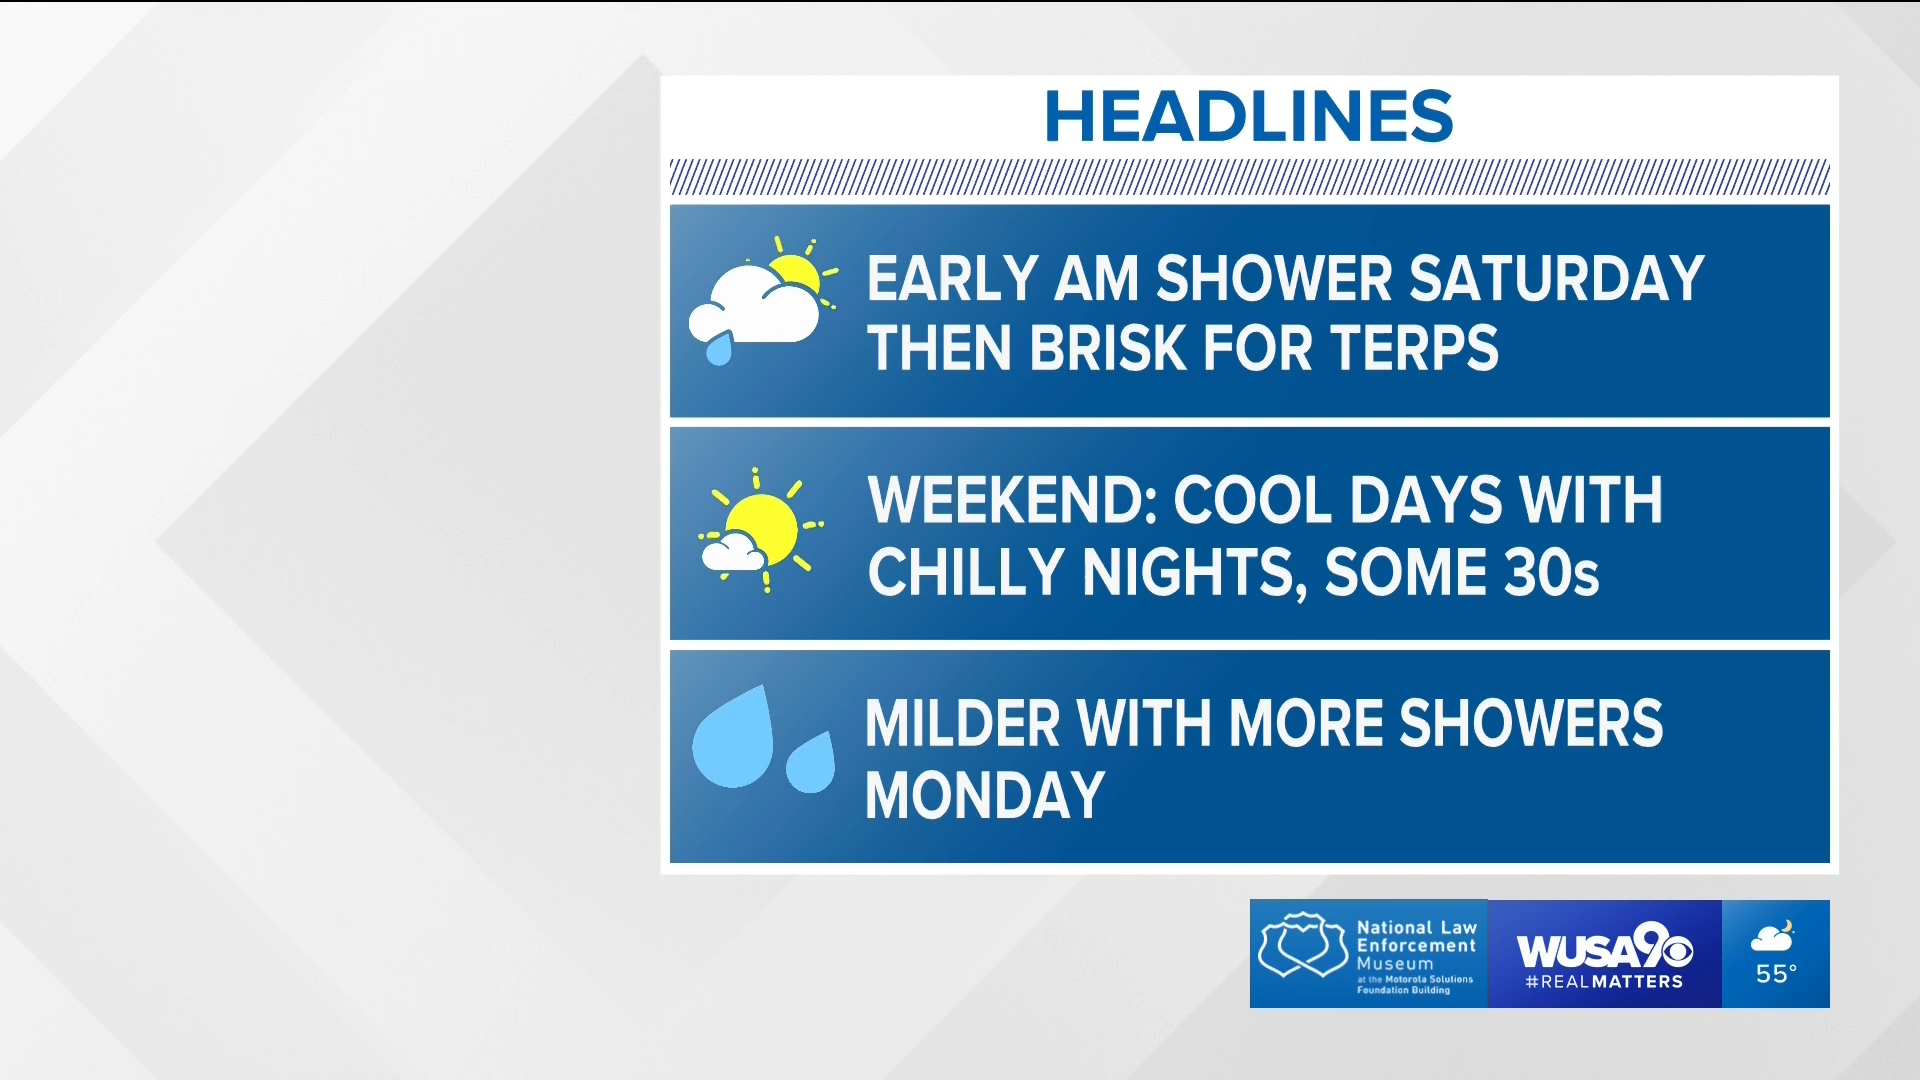 HEADLINES
EARLY AM SHOWER SATURDAY
THEN BRISK FOR TERPS
WEEKEND: COOL DAYS WITH
CHILLY NIGHTS, SOME 30s
MILDER WITH MORE SHOWERS
MONDAY
National Law
Enforcement
Museum
at the Motorola Solutions
Foundation Building
WUSA9
#REALMATTERS
55°